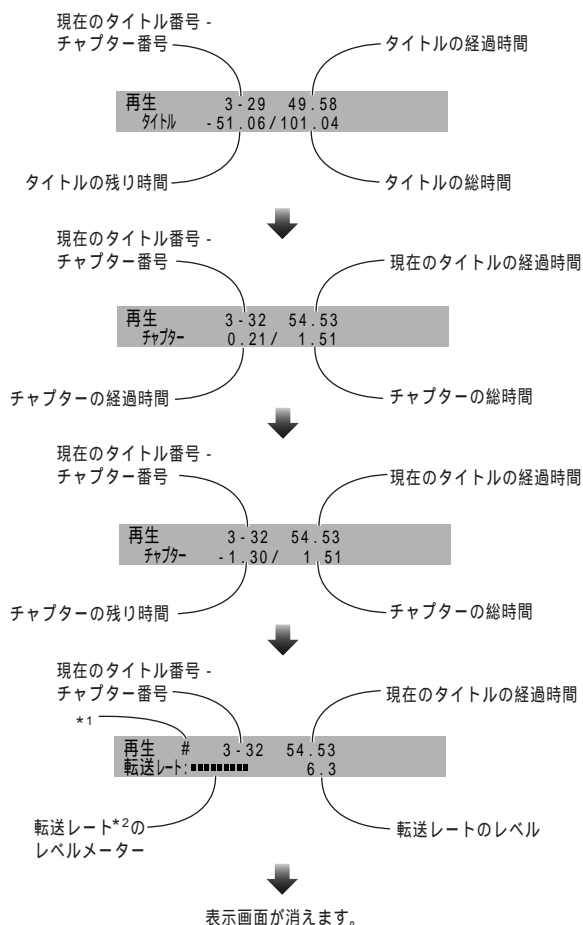 現在のタイトル番号 -
チャプター番号
タイトルの経過時間
再生 3-29 49.58
タイトル -51.06/101.04
タイトルの残り時間
タイトルの総時間
現在のタイトル番号 -
チャプター番号
現在のタイトルの経過時間
再生 3-32 54.53
チャプター 0.21/ 1.51
チャプターの経過時間
チャプターの総時間
現在のタイトル番号 -
チャプター番号
現在のタイトルの経過時間
再生 3-32 54.53
チャプター -1.30/ 1.51
チャプターの残り時間
チャプターの総時間
現在のタイトル番号 -
チャプター番号
現在のタイトルの経過時間
*1
再生 # 3-32 54.53
転送レート: 6.3
転送レート*2の
レベルメーター
転送レートのレベル
表示画面が消えます。